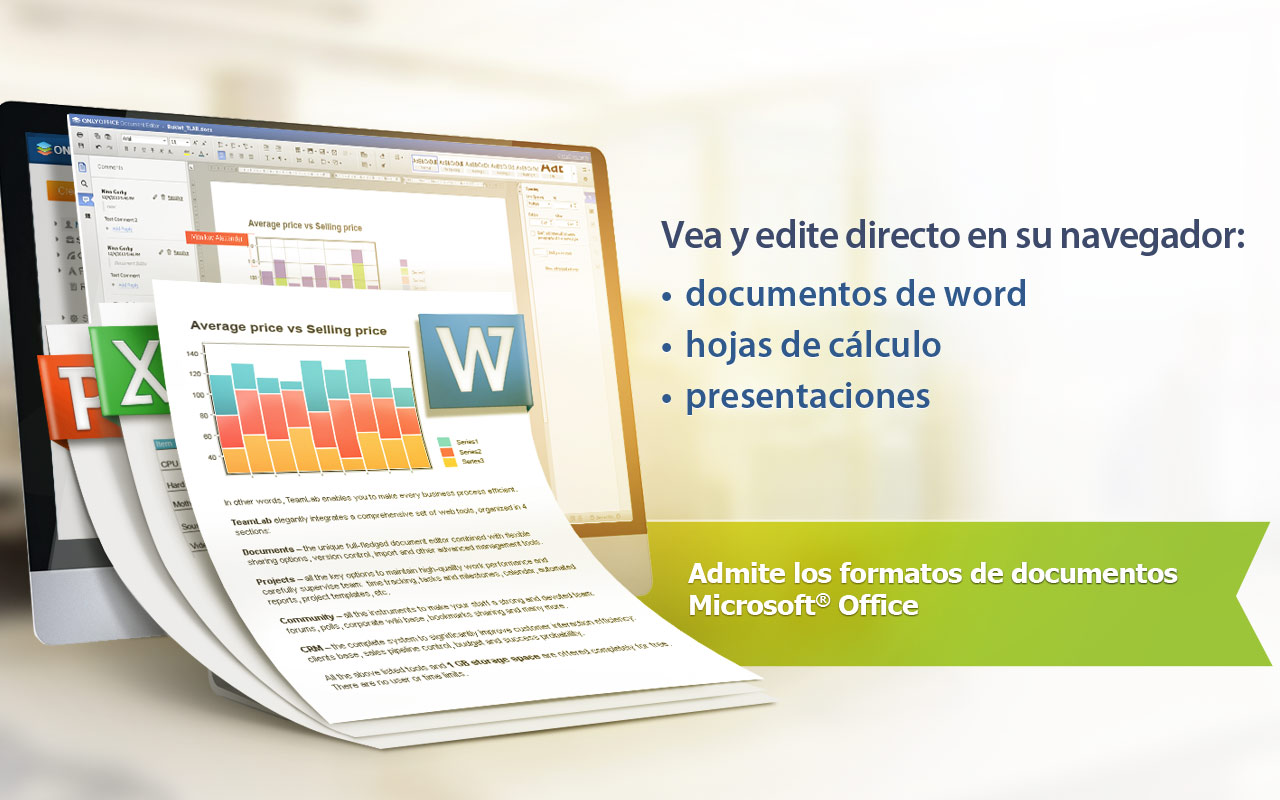 Vea y edite directo en su navegador:
• documentos de word
• hojas de cálculo
• presentaciones
Admite los formatos de documentos
Microsoft® Office
ONLYOFFICE Document Editor
Comments
Average price vs Selling price
Average price vs Selling price
W
X
P
140
120
100
80
60
40
Series1
Series2
Series3
CPU
In other words, TeamLab enables you to make every business process efficient.
TeamLab elegantly integrates a comprehensive set of web tools, organized in 4
sections:
Documents – the unique full-fledged document editor combined with flexible
sharing options, version control, import and other advanced management tools.
Projects – all the key options to maintain high-quality work performance and
carefully supervise team: time tracking, tasks and milestones, calender, automated
reports, project templates, etc.
Community – all the instruments to make your staff a strong and devoted team:
forums, polls, corporate wiki base, bookmarks sharing and many more.
CRM – the complete system to significantly improve customer interaction efficiency:
clients base, sales pipeline control, budget and success probability.
All the above listed tools and 1 GB storage space are offered completely for free.
There are no user or time limits.